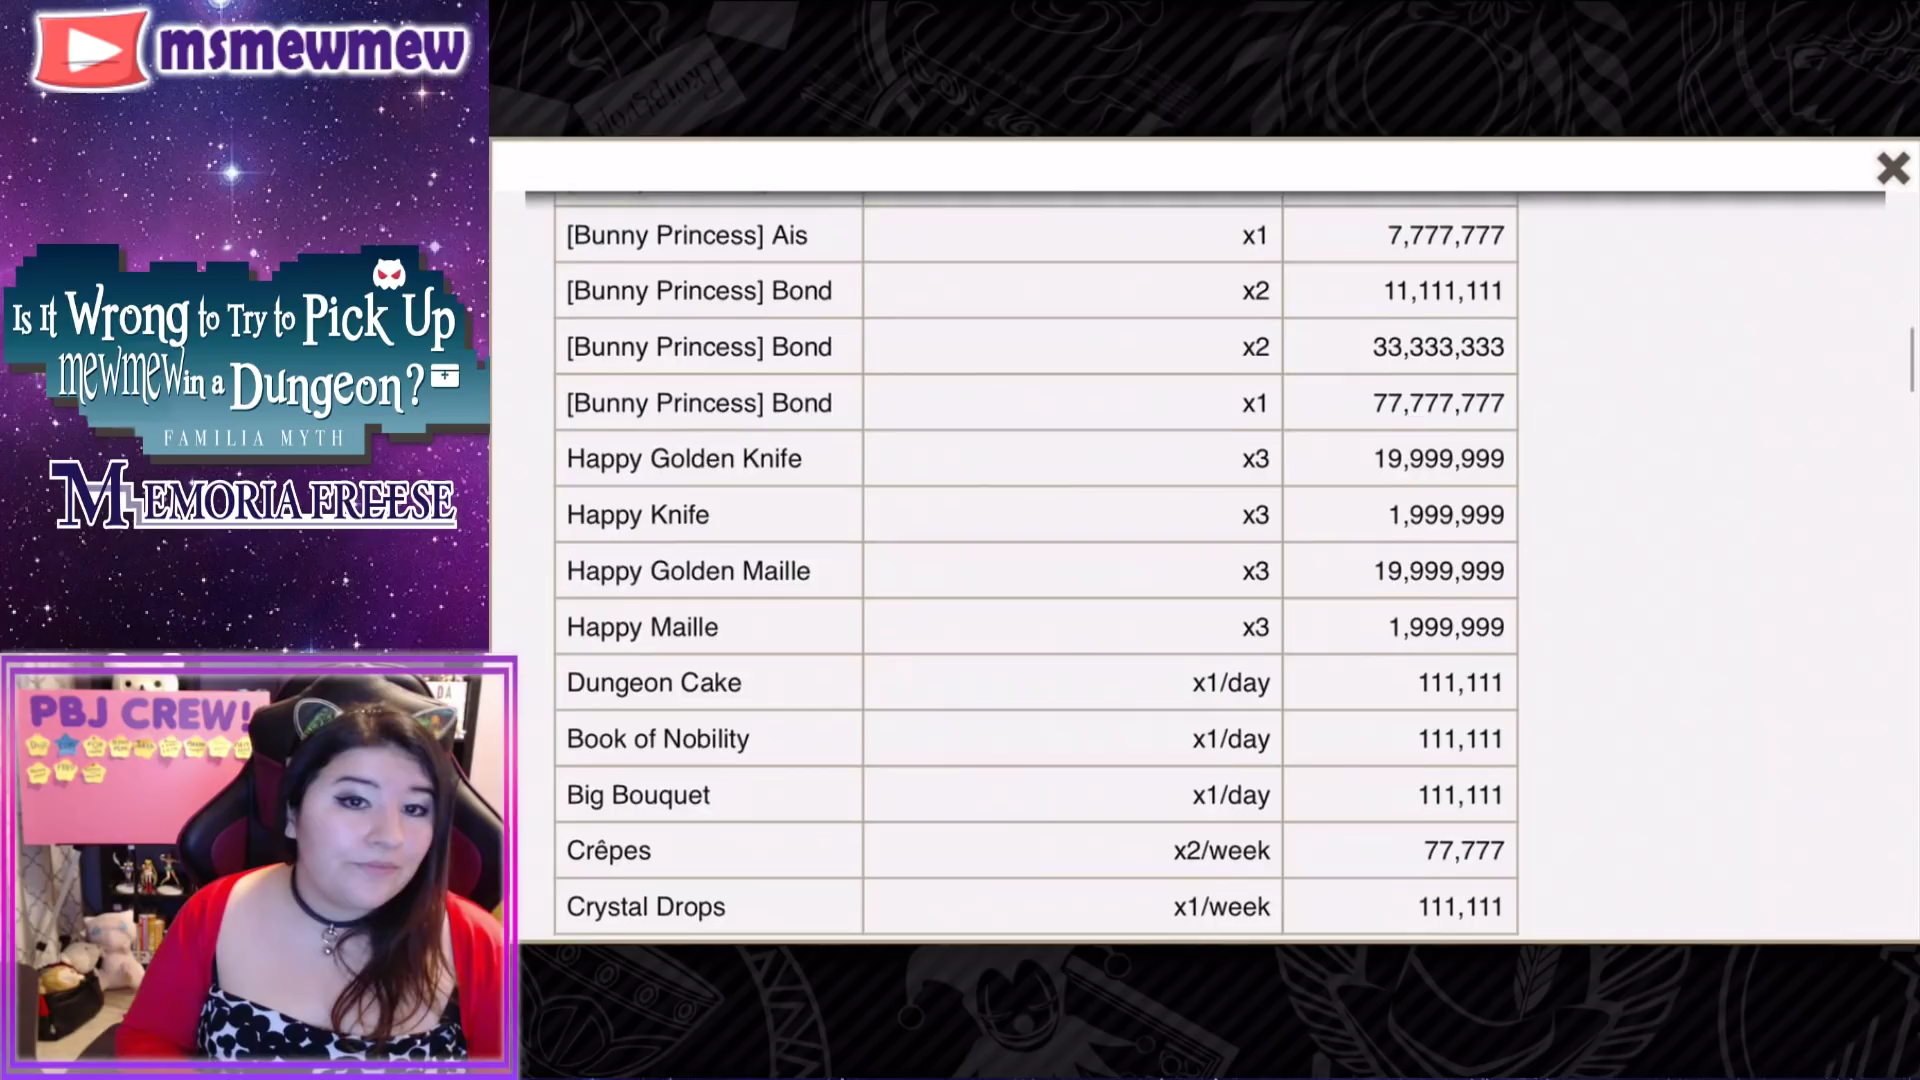 msmewmew
Is It Wrong to Try to Pick Up
mewmew in a Dungeon?
FAMILIA MYTH
MEMORIA FREESE
PBJ CREW!
DA
[Bunny Princess] Ais x1 7,777,777
[Bunny Princess] Bond x2 11,111,111
[Bunny Princess] Bond x2 33,333,333
[Bunny Princess] Bond x1 77,777,777
Happy Golden Knife x3 19,999,999
Happy Knife x3 1,999,999
Happy Golden Maille x3 19,999,999
Happy Maille x3 1,999,999
Dungeon Cake x1/day 111,111
Book of Nobility x1/day 111,111
Big Bouquet x1/day 111,111
Crêpes x2/week 77,777
Crystal Drops x1/week 111,111